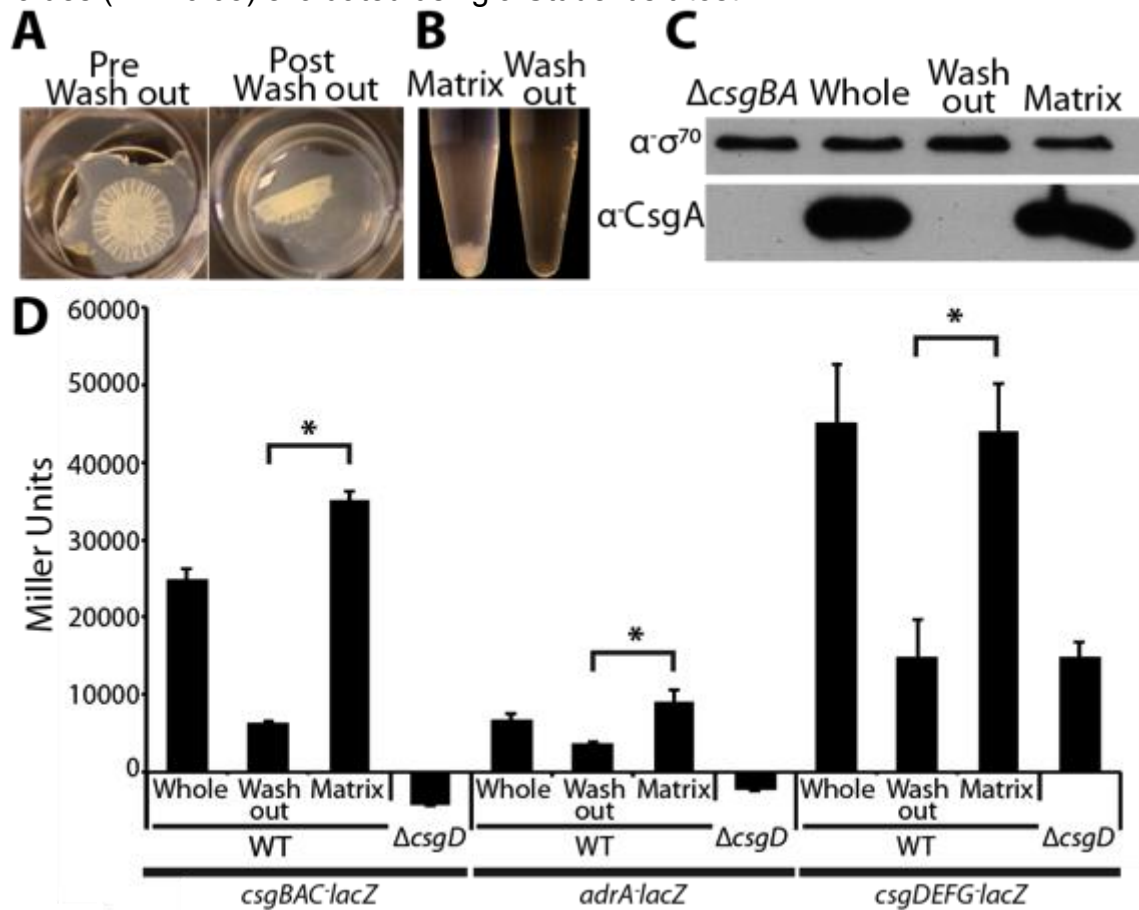 A
Pre
Wash out
Post
Wash out
B
Matrix
Wash
out
C
ΔcsgBA Whole Wash out Matrix
α-σ70
α-CsgA
D
Miller Units
60000
50000
40000
30000
20000
10000
0
*
*
*
Whole Wash out Matrix
WT
ΔcsgD
csgBAC-lacZ
Whole Wash out Matrix
WT
ΔcsgD
adrA-lacZ
Whole Wash out Matrix
WT
ΔcsgD
csgDEFG-lacZ